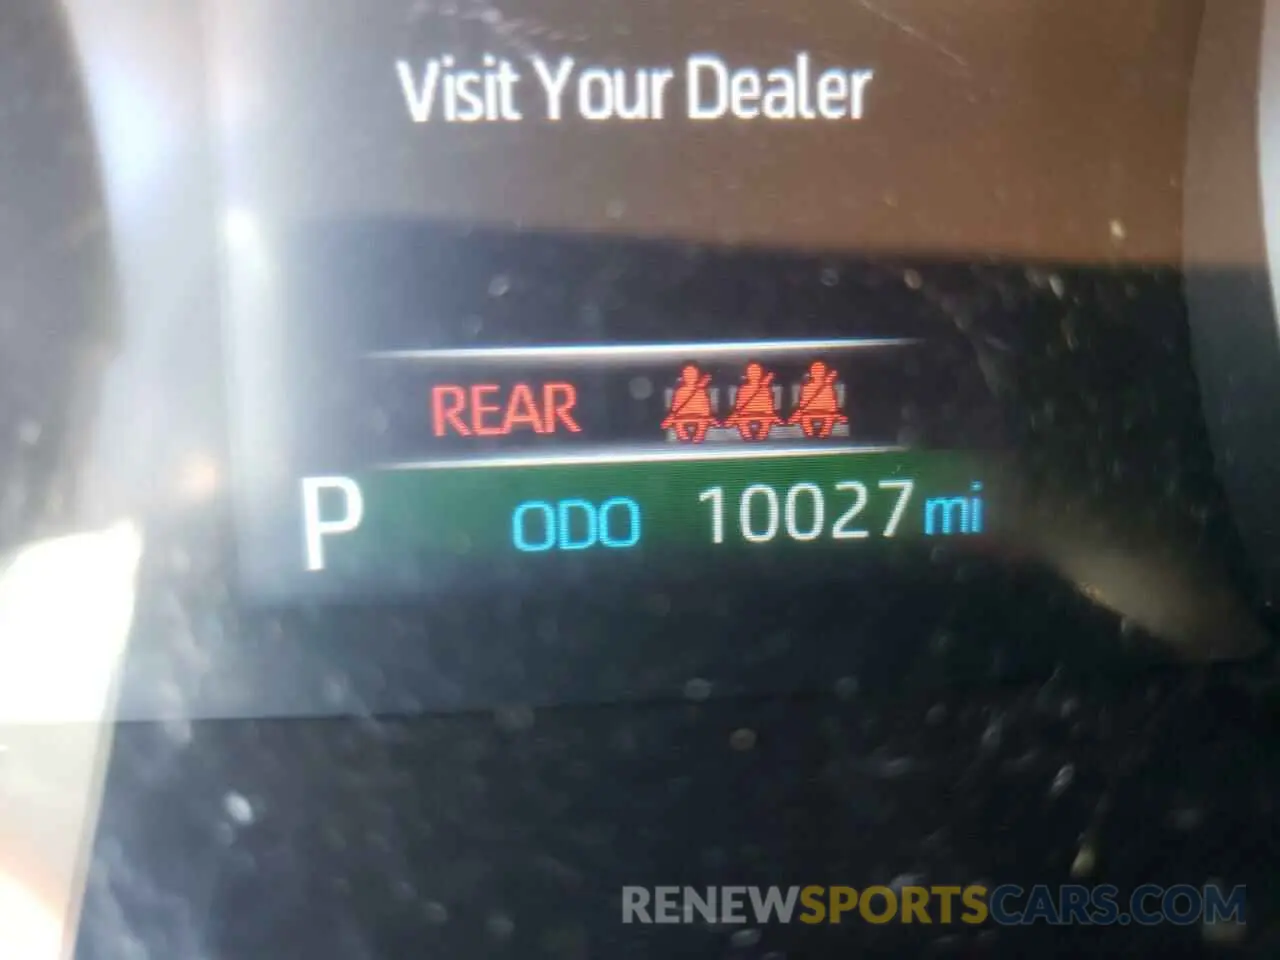 Visit Your Dealer
REAR
P ODO 10027 mi
RENEWSPORTSCARS.COM